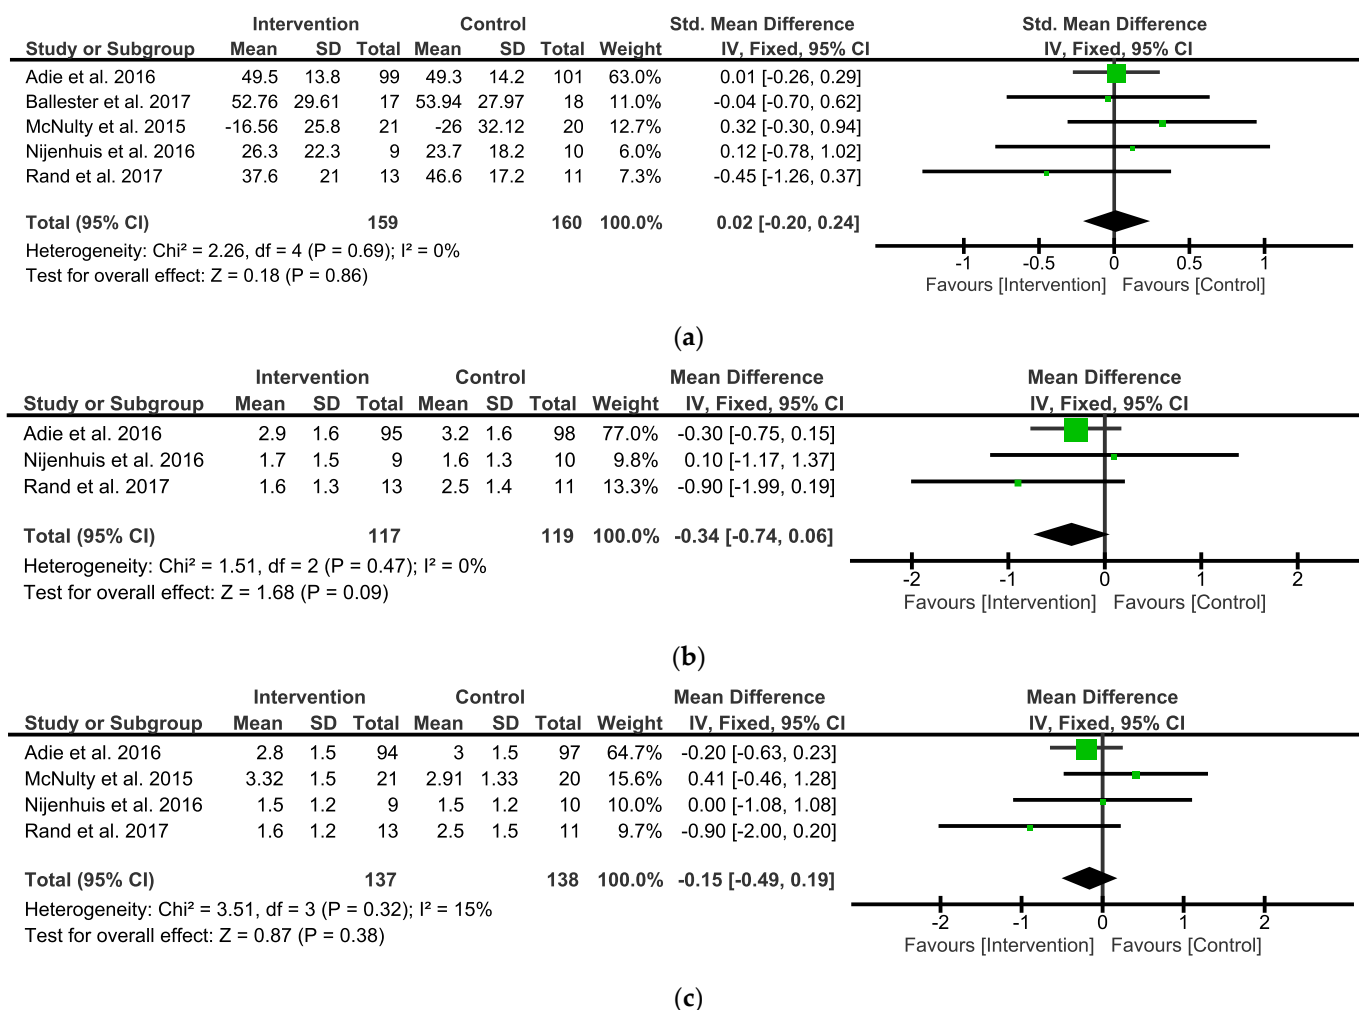 Intervention Control Std. Mean Difference Std. Mean Difference
Study or Subgroup Mean SD Total Mean SD Total Weight IV, Fixed, 95% CI IV, Fixed, 95% CI
Adie et al. 2016 49.5 13.8 99 49.3 14.2 101 63.0% 0.01 [-0.26, 0.29]
Ballester et al. 2017 52.76 29.61 17 53.94 27.97 18 11.0% -0.04 [-0.70, 0.62]
McNulty et al. 2015 -16.56 25.8 21 -26 32.12 20 12.7% 0.32 [-0.30, 0.94]
Nijenhuis et al. 2016 26.3 22.3 9 23.7 18.2 10 6.0% 0.12 [-0.78, 1.02]
Rand et al. 2017 37.6 21 13 46.6 17.2 11 7.3% -0.45 [-1.26, 0.37]
Total (95% CI) 159 160 100.0% 0.02 [-0.20, 0.24]
Heterogeneity: Chi² = 2.26, df = 4 (P = 0.69); I² = 0%
Test for overall effect: Z = 0.18 (P = 0.86)
-1 -0.5 0 0.5 1
Favours [Intervention] Favours [Control]
(a)
Intervention Control Mean Difference Mean Difference
Study or Subgroup Mean SD Total Mean SD Total Weight IV, Fixed, 95% CI IV, Fixed, 95% CI
Adie et al. 2016 2.9 1.6 95 3.2 1.6 98 77.0% -0.30 [-0.75, 0.15]
Nijenhuis et al. 2016 1.7 1.5 9 1.6 1.3 10 9.8% 0.10 [-1.17, 1.37]
Rand et al. 2017 1.6 1.3 13 2.5 1.4 11 13.3% -0.90 [-1.99, 0.19]
Total (95% CI) 117 119 100.0% -0.34 [-0.74, 0.06]
Heterogeneity: Chi² = 1.51, df = 2 (P = 0.47); I² = 0%
Test for overall effect: Z = 1.68 (P = 0.09)
-2 -1 0 1 2
Favours [Intervention] Favours [Control]
(b)
Intervention Control Mean Difference Mean Difference
Study or Subgroup Mean SD Total Mean SD Total Weight IV, Fixed, 95% CI IV, Fixed, 95% CI
Adie et al. 2016 2.8 1.5 94 3 1.5 97 64.7% -0.20 [-0.63, 0.23]
McNulty et al. 2015 3.32 1.5 21 2.91 1.33 20 15.6% 0.41 [-0.46, 1.28]
Nijenhuis et al. 2016 1.5 1.2 9 1.5 1.2 10 10.0% 0.00 [-1.08, 1.08]
Rand et al. 2017 1.6 1.2 13 2.5 1.5 11 9.7% -0.90 [-2.00, 0.20]
Total (95% CI) 137 138 100.0% -0.15 [-0.49, 0.19]
Heterogeneity: Chi² = 3.51, df = 3 (P = 0.32); I² = 15%
Test for overall effect: Z = 0.87 (P = 0.38)
-2 -1 0 1 2
Favours [Intervention] Favours [Control]
(c)